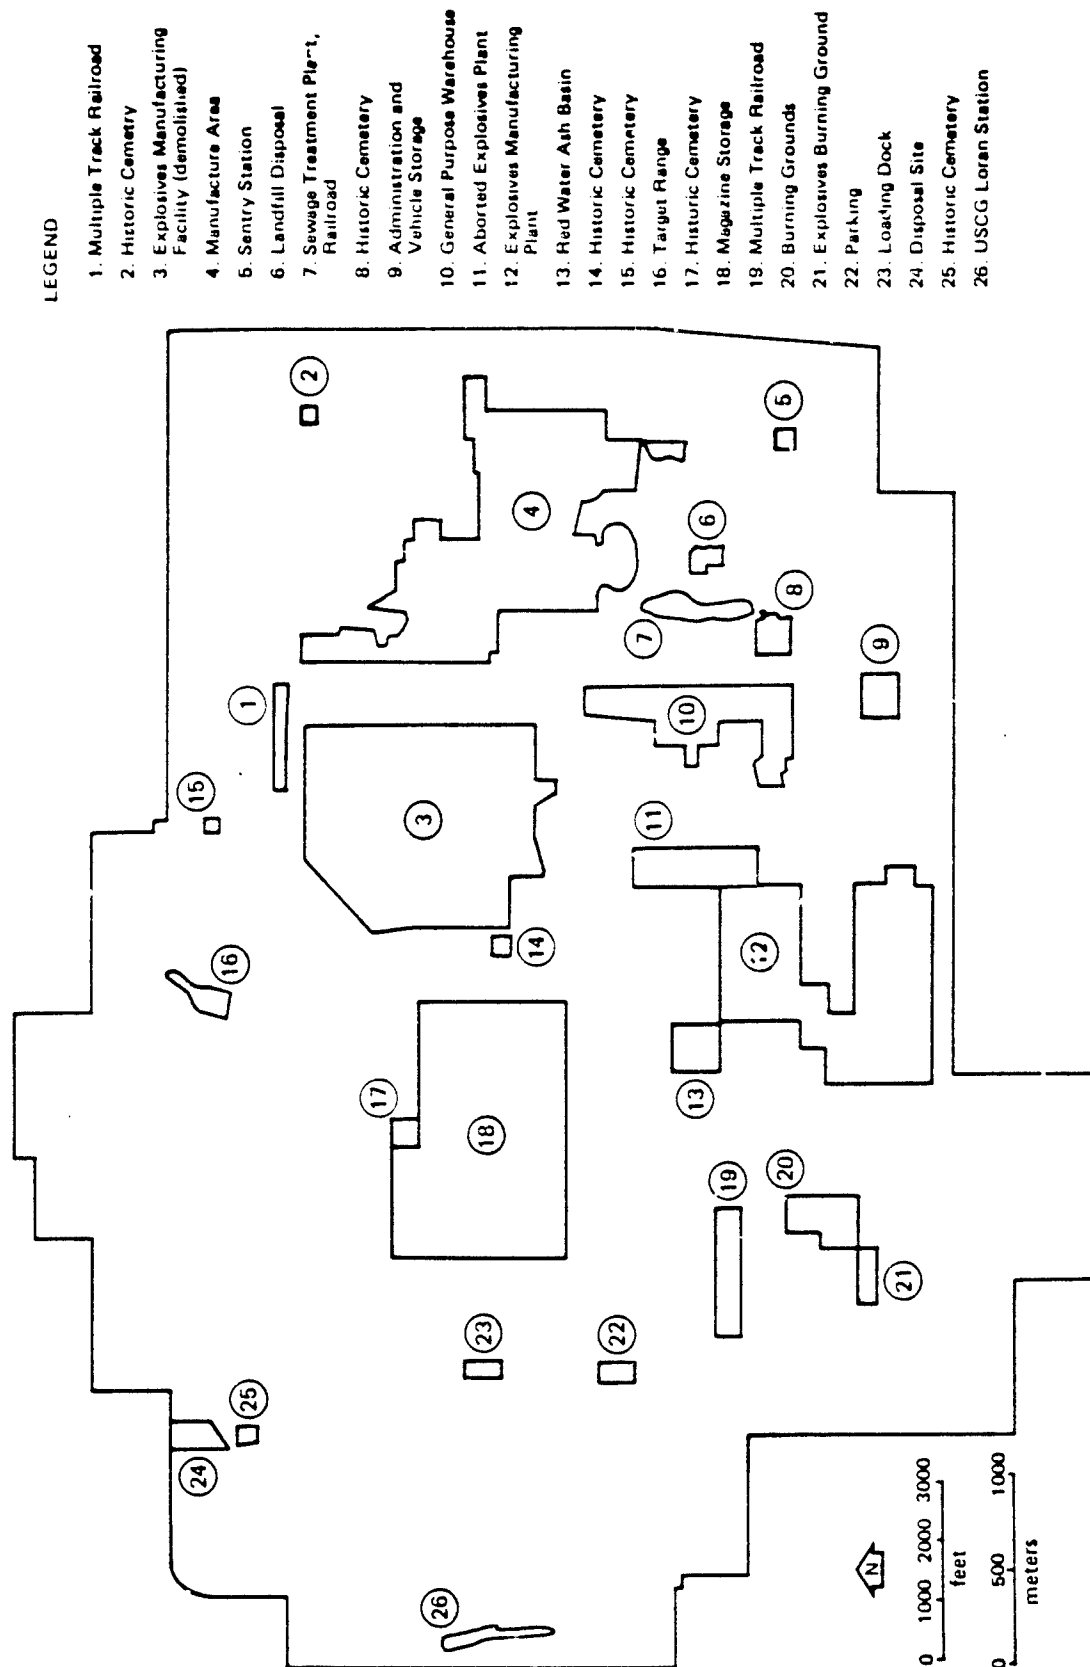 LEGEND
1. Multiple Track Railroad
2. Historic Cemetry
3. Explosives Manufacturing
Facility (demolished)
4. Manufacture Area
5. Sentry Station
6. Landfill Disposal
7. Sewage Treatment Plant,
Railroad
8. Historic Cemetery
9. Administration and
Vehicle Storage
10. General Purpose Warehouse
11. Aborted Explosives Plant
12. Explosives Manufacturing
Plant
13. Red Water Ash Basin
14. Historic Cemetery
15. Historic Cemetery
16. Target Range
17. Historic Cemetery
18. Magazine Storage
19. Multiple Track Railroad
20. Burning Grounds
21. Explosives Burning Ground
22. Parking
23. Loading Dock
24. Disposal Site
25. Historic Cemetery
26. USCG Loran Station
1
2
3
4
5
6
7
8
9
10
11
12
13
14
15
16
17
18
19
20
21
22
23
24
25
26
N
0 1000 2000 3000
feet
0 500 1000
meters